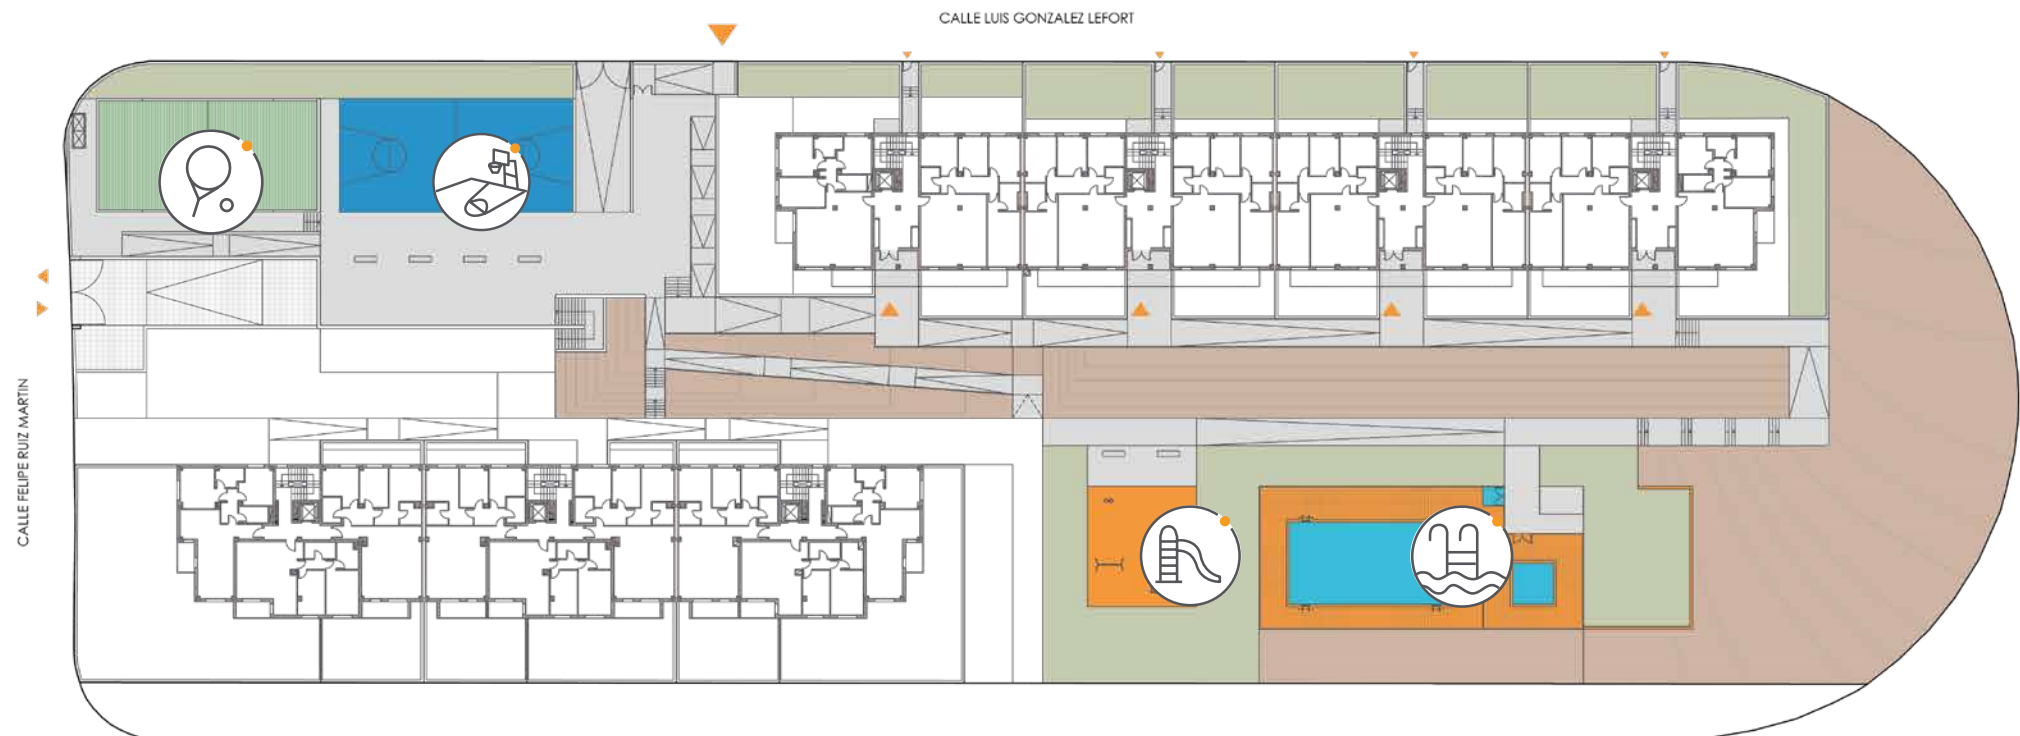 CALLE LUIS GONZALEZ LEFORT
CALLE FELIPE RUIZ MARTIN